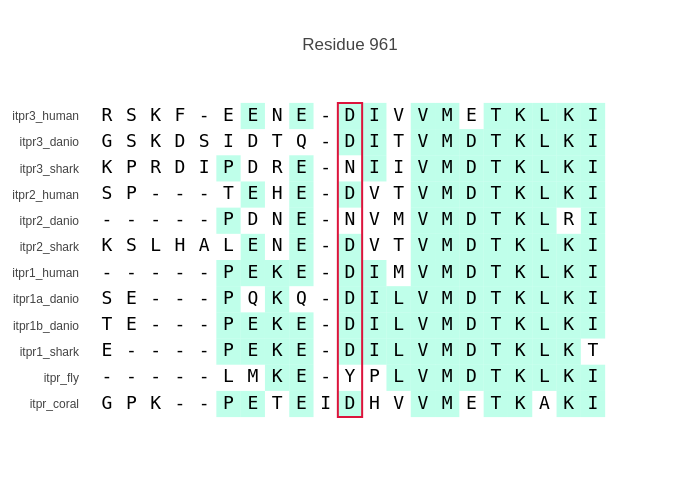 Residue 961
itpr3_human R S K F - E E N E - D I V V M E T K L K I
itpr3_danio G S K D S I D T Q - D I T V M D T K L K I
itpr3_shark K P R D I P D R E - N I I V M D T K L K I
itpr2_human S P - - - T E H E - D V T V M D T K L K I
itpr2_danio - - - - - P D N E - N V M V M D T K L R I
itpr2_shark K S L H A L E N E - D V T V M D T K L K I
itpr1_human - - - - - P E K E - D I M V M D T K L K I
itpr1a_danio S E - - - P Q K Q - D I L V M D T K L K I
itpr1b_danio T E - - - P E K E - D I L V M D T K L K I
itpr1_shark E - - - - P E K E - D I L V M D T K L K T
itpr_fly - - - - - L M K E - Y P L V M D T K L K I
itpr_coral G P K - - P E T E I D H V V M E T K A K I